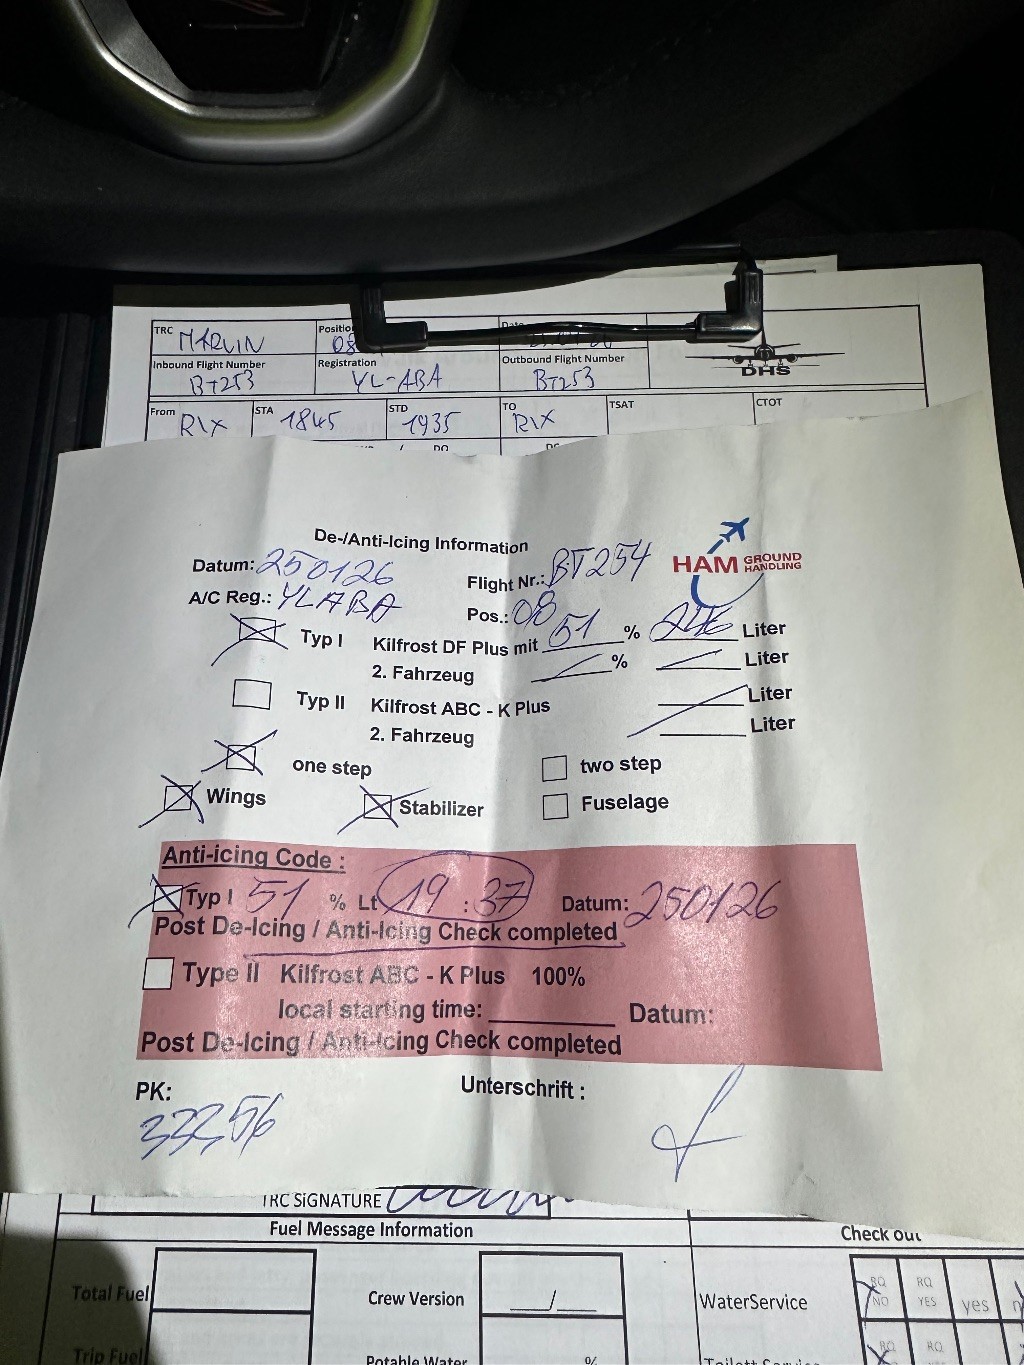 TRC MARVIN Position 08
Inbound Flight Number BT253 Registration YL-ABA Outbound Flight Number BT253 DHS
From RIX STA 1845 STD 1935 TO RIX TSAT CTOT
De-/Anti-Icing Information
HAM GROUND HANDLING
Datum: 250126 Flight Nr.: BT254
A/C Reg.: YLABA Pos.: 08
Typ I Kilfrost DF Plus mit 51 % Liter
2. Fahrzeug % Liter
Typ II Kilfrost ABC - K Plus Liter
2. Fahrzeug Liter
one step two step
Wings Stabilizer Fuselage
Anti-icing Code :
Typ I 51 % Lt 19 : 37 Datum: 250126
Post De-Icing / Anti-Icing Check completed
Type II Kilfrost ABC - K Plus 100%
local starting time: Datum:
Post De-Icing / Anti-Icing Check completed
PK: Unterschrift :
33356
TRC SiGNATURE
Fuel Message Information Check out
Total Fuel Crew Version / WaterService RQ NO RQ YES yes
Trip Fuel Potable Water % RQ